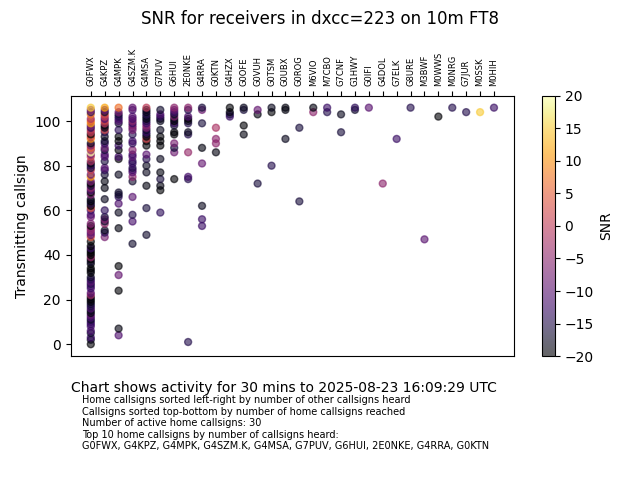 SNR for receivers in dxcc=223 on 10m FT8
G0FWX G4KPZ G4MPK G4SZM.K G4MSA G7PUV G6HUI 2E0NKE G4RRA G0KTN G4HZX G0OFE G0VUH G0TSM G0UBX G0ROG M6VIO M7CBO G7CNF G1HWY G0IFI G4DOL G7ELK G8URE M3BWF M0WWS M0NRG G7JUR M0SSK M0HIH
Transmitting callsign
100
80
60
40
20
0
20
15
10
5
0
−5
−10
−15
−20
SNR
Chart shows activity for 30 mins to 2025-08-23 16:09:29 UTC
Home callsigns sorted left-right by number of other callsigns heard
Callsigns sorted top-bottom by number of home callsigns reached
Number of active home callsigns: 30
Top 10 home callsigns by number of callsigns heard:
G0FWX, G4KPZ, G4MPK, G4SZM.K, G4MSA, G7PUV, G6HUI, 2E0NKE, G4RRA, G0KTN